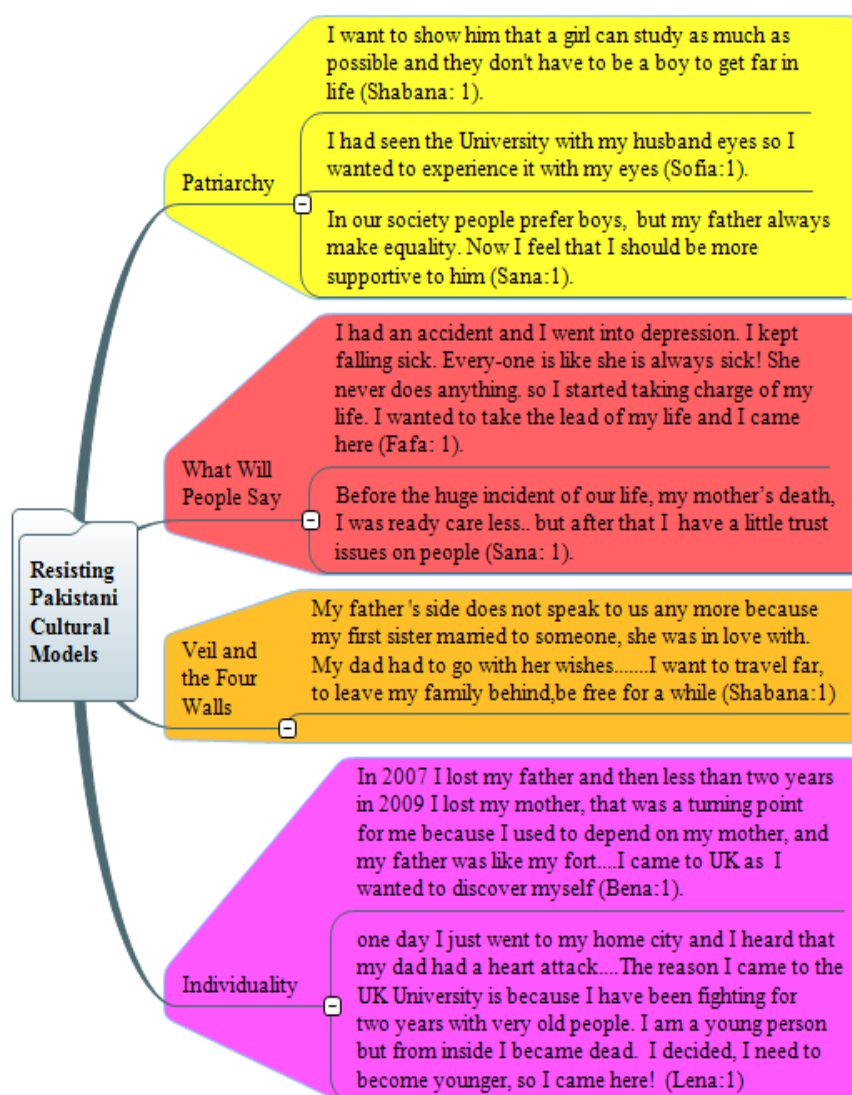 Resisting
Pakistani
Cultural
Models
Patriarchy
I want to show him that a girl can study as much as
possible and they don't have to be a boy to get far in
life (Shabana: 1).
I had seen the University with my husband eyes so I
wanted to experience it with my eyes (Sofia:1).
In our society people prefer boys, but my father always
make equality. Now I feel that I should be more
supportive to him (Sana:1).
What Will
People Say
I had an accident and I went into depression. I kept
falling sick. Every-one is like she is always sick! She
never does anything. so I started taking charge of my
life. I wanted to take the lead of my life and I came
here (Fafa: 1).
Before the huge incident of our life, my mother's death,
I was ready care less.. but after that I have a little trust
issues on people (Sana: 1).
Veil and
the Four
Walls
My father 's side does not speak to us any more because
my first sister married to someone, she was in love with.
My dad had to go with her wishes.......I want to travel far,
to leave my family behind,be free for a while (Shabana:1)
Individuality
In 2007 I lost my father and then less than two years
in 2009 I lost my mother, that was a turning point
for me because I used to depend on my mother, and
my father was like my fort....I came to UK as I
wanted to discover myself (Bena:1).
one day I just went to my home city and I heard that
my dad had a heart attack....The reason I came to the
UK University is because I have been fighting for
two years with very old people. I am a young person
but from inside I became dead. I decided, I need to
become younger, so I came here! (Lena:1)